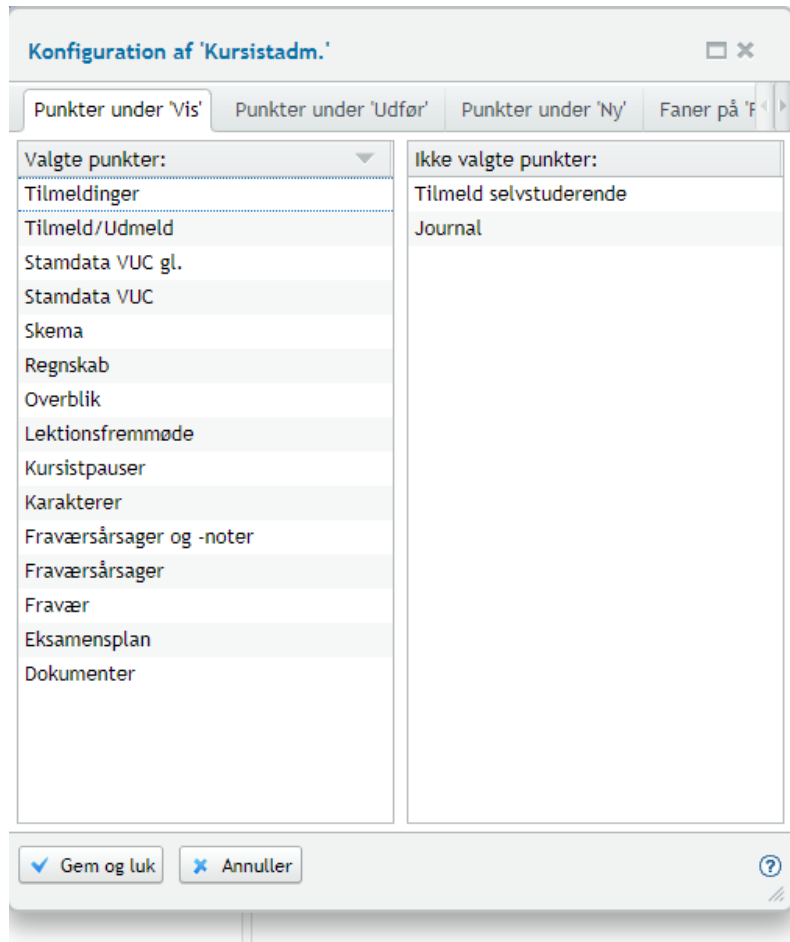 Konfiguration af 'Kursistadm.'
Punkter under 'Vis' Punkter under 'Udfør' Punkter under 'Ny' Faner på
Valgte punkter:
Tilmeldinger
Tilmeld/Udmeld
Stamdata VUC gl.
Stamdata VUC
Skema
Regnskab
Overblik
Lektionsfremmøde
Kursistpauser
Karakterer
Fraværsårsager og -noter
Fraværsårsager
Fravær
Eksamensplan
Dokumenter
Ikke valgte punkter:
Tilmeld selvstuderende
Journal
Gem og luk Annuller